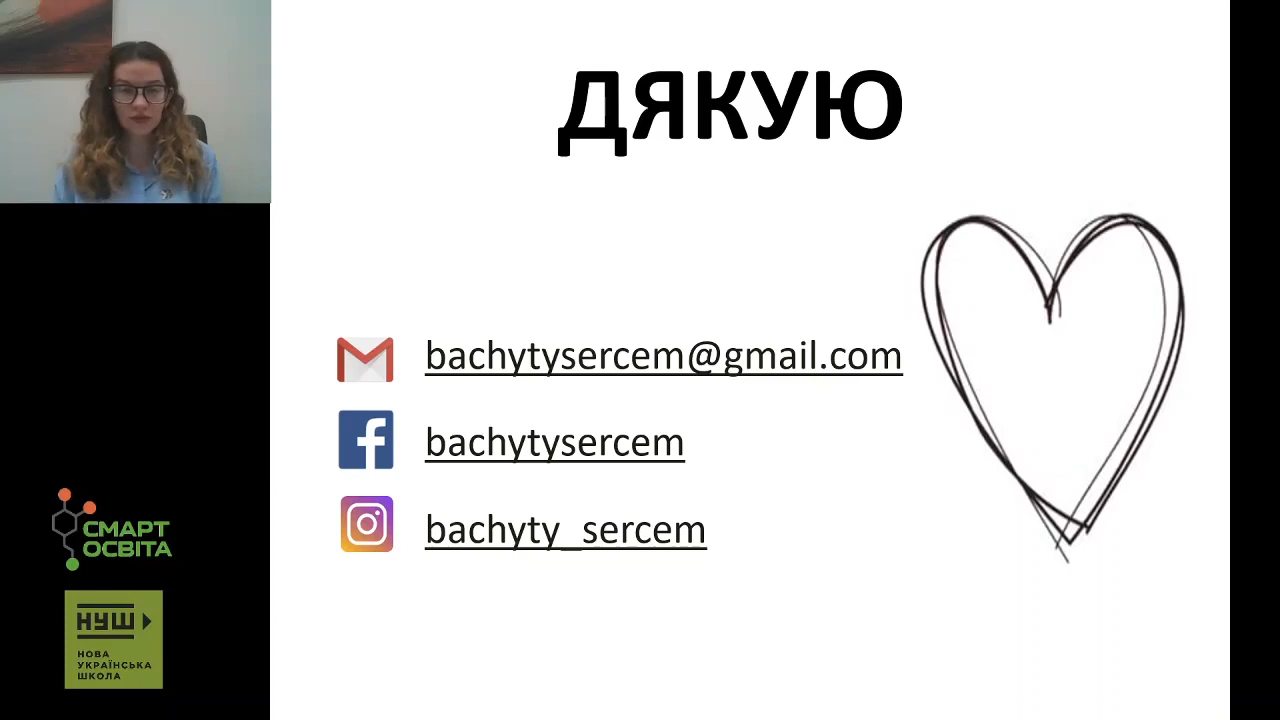 ДЯКУЮ
bachytysercem@gmail.com
bachytysercem
bachyty_sercem
СМАРТ
ОСВІТА
НУШ
НОВА
УКРАЇНСЬКА
ШКОЛА